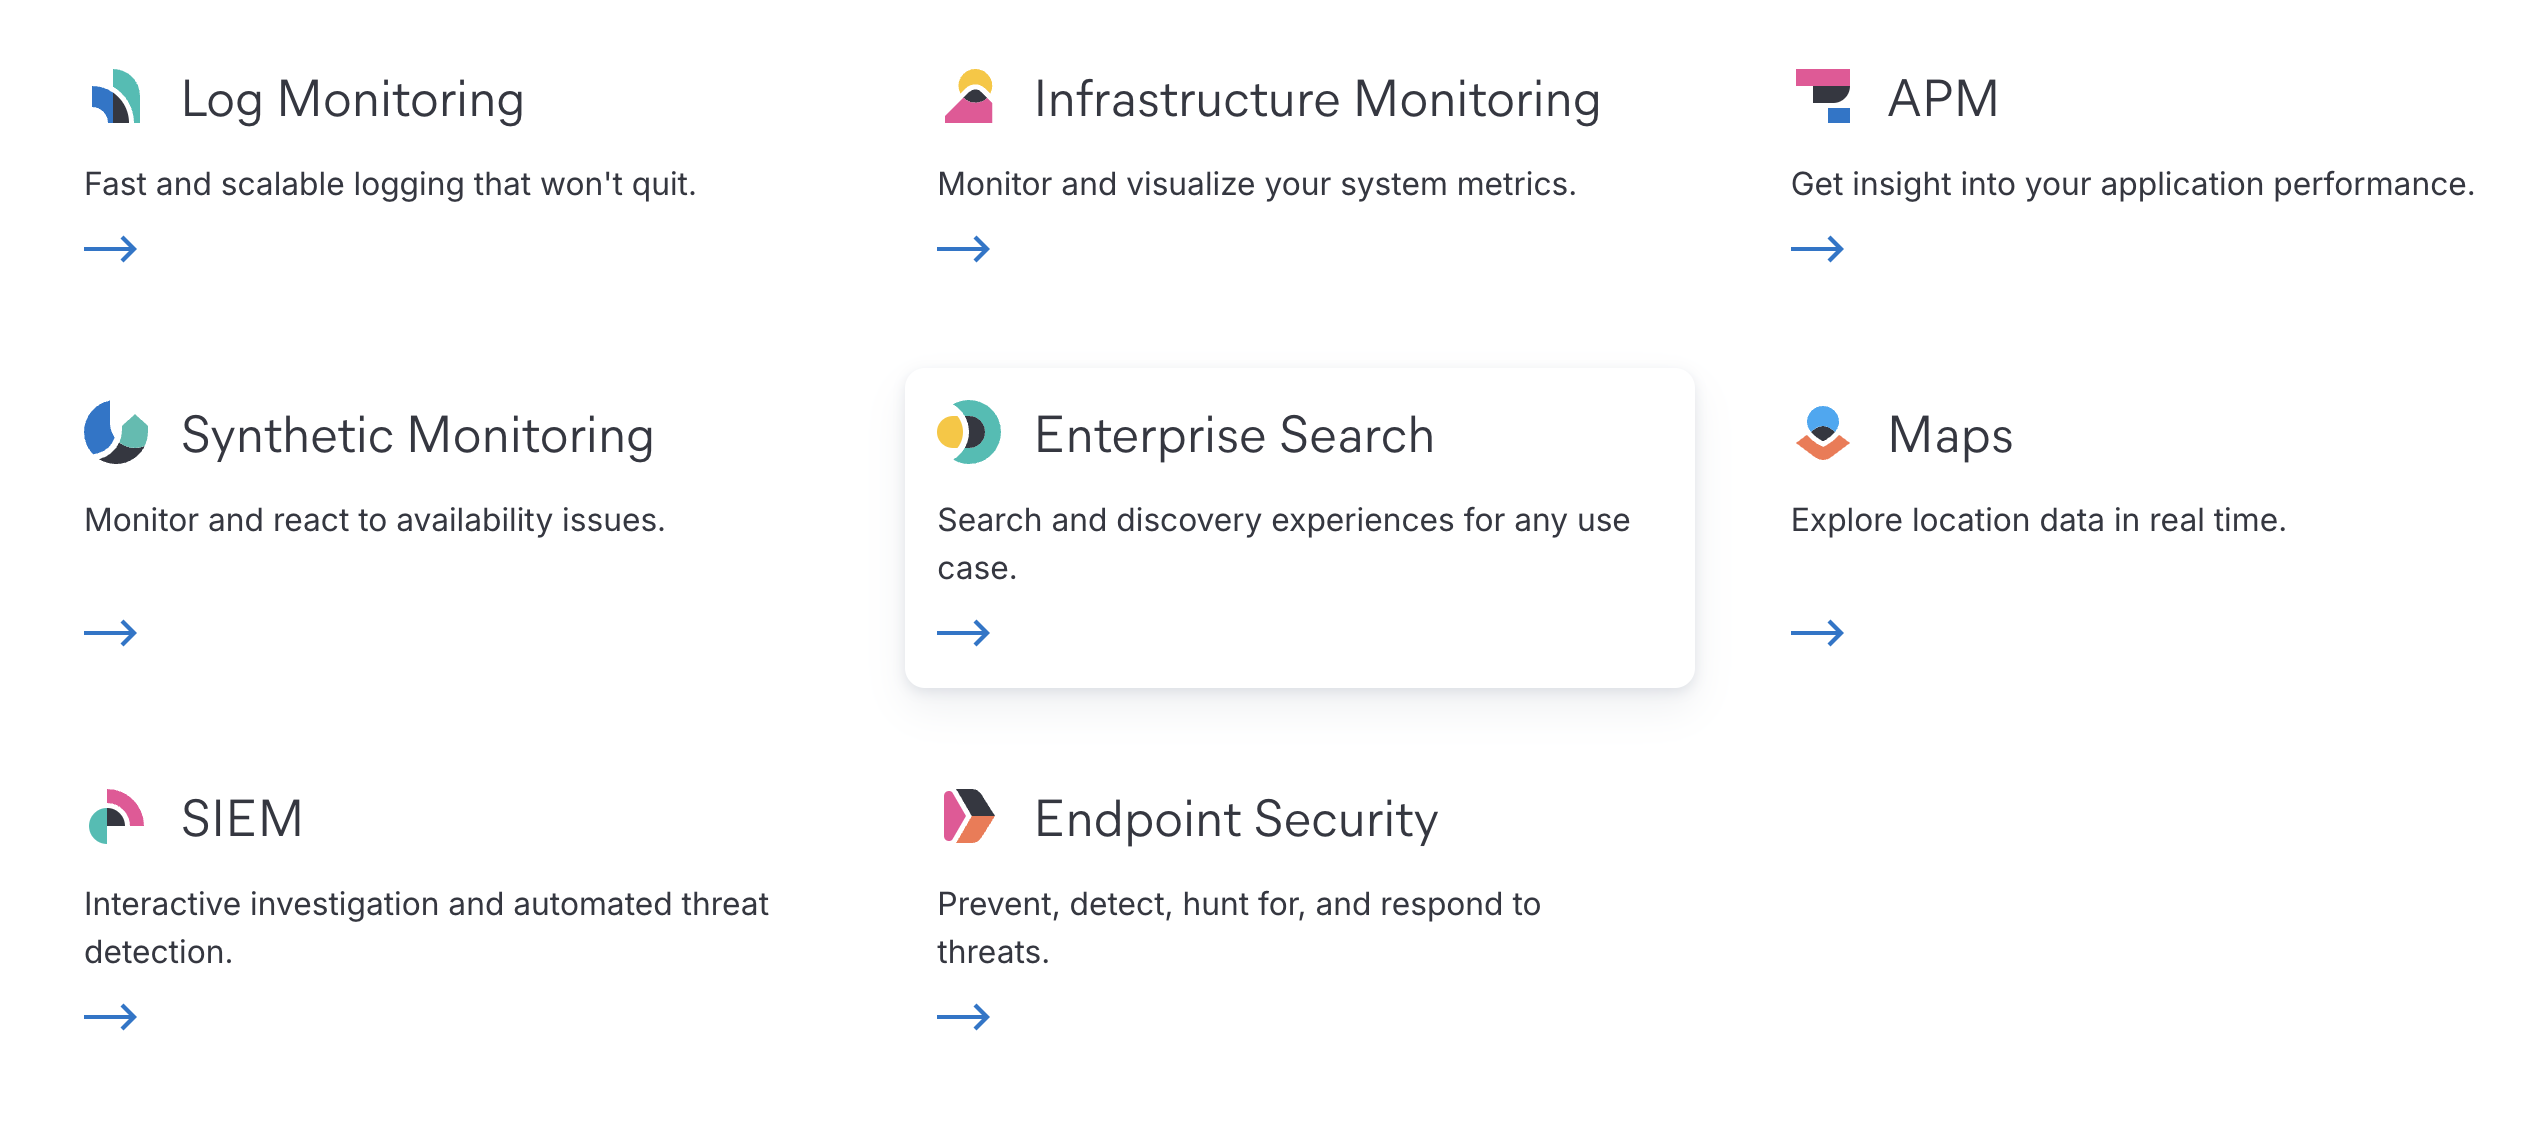 Log Monitoring
Fast and scalable logging that won't quit.
Infrastructure Monitoring
Monitor and visualize your system metrics.
APM
Get insight into your application performance.
Synthetic Monitoring
Monitor and react to availability issues.
Enterprise Search
Search and discovery experiences for any use
case.
Maps
Explore location data in real time.
SIEM
Interactive investigation and automated threat
detection.
Endpoint Security
Prevent, detect, hunt for, and respond to
threats.